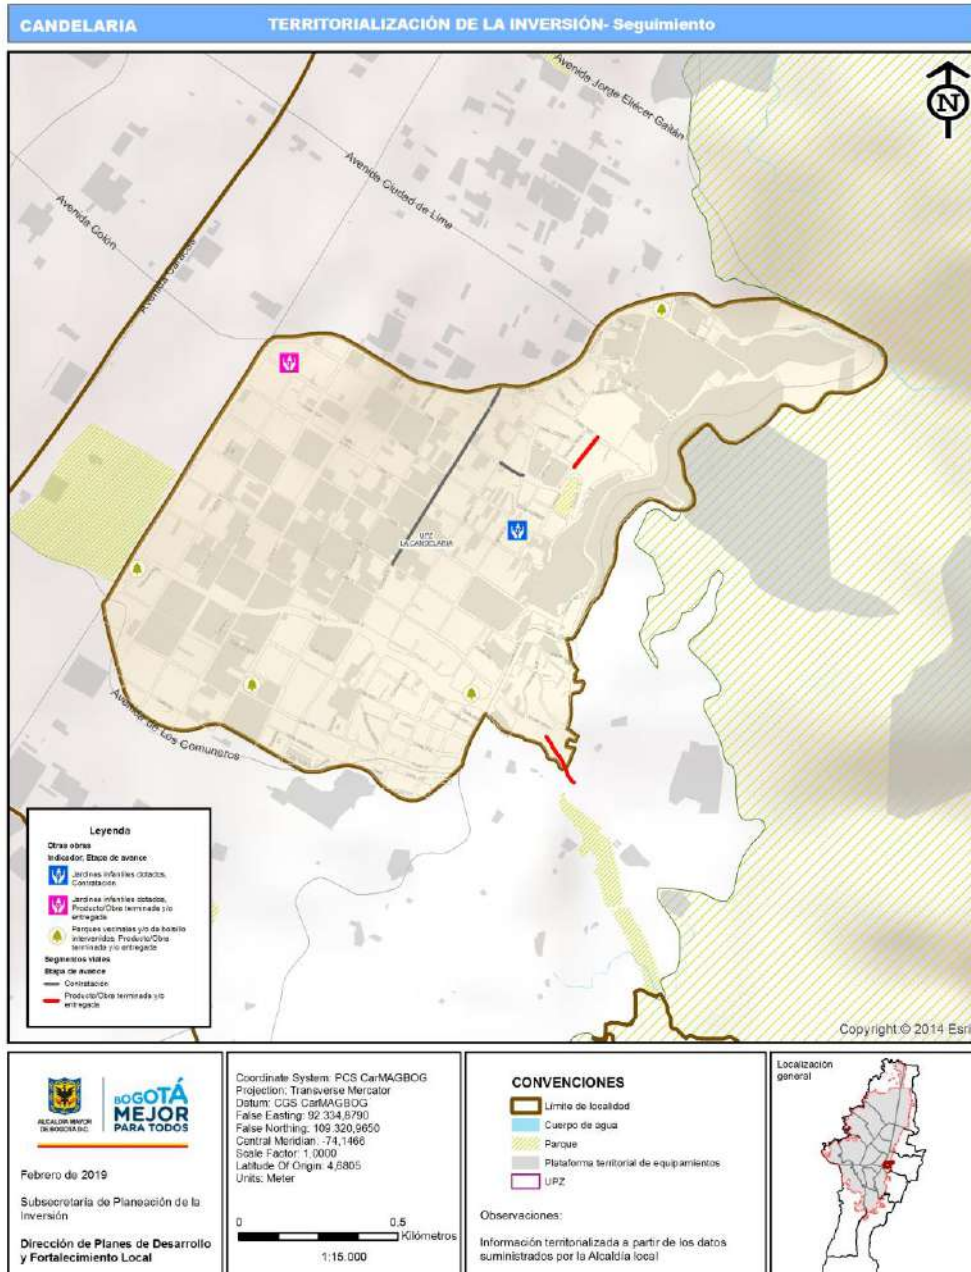 CANDELARIA
TERRITORIALIZACIÓN DE LA INVERSIÓN- Seguimiento
Avenida Jorge Eliécer Gaitán
Avenida Ciudad de Lima
Avenida Colón
Avenida Caracas
N
UPZ
LA CANDELARIA
Avenida de Los Comuneros
Leyenda
Otras obras
Indicador, Etapa de avance
Jardines infantiles dotados,
Contratación
Jardines infantiles dotados,
Producto/Obra terminada y/o
entregada
Parques vecinales y/o de bolsillo
intervenidos, Producto/Obra
terminada y/o entregada
Segmentos viales
Etapa de avance
Contratación
Producto/Obra terminada y/o
entregada
Copyright:© 2014 Esri
ALCALDÍA MAYOR
DE BOGOTÁ D.C.
BOGOTÁ
MEJOR
PARA TODOS
Febrero de 2019
Subsecretaría de Planeación de la
Inversión
Dirección de Planes de Desarrollo
y Fortalecimiento Local
Coordinate System: PCS CarMAGBOG
Projection: Transverse Mercator
Datum: CGS CarMAGBOG
False Easting: 92.334,8790
False Northing: 109.320,9650
Central Meridian: -74,1466
Scale Factor: 1,0000
Latitude Of Origin: 4,6805
Units: Meter
0 0,5
Kilómetros
1:15.000
CONVENCIONES
Límite de localidad
Cuerpo de agua
Parque
Plataforma territorial de equipamientos
UPZ
Observaciones:
Información territorializada a partir de los datos
suministrados por la Alcaldía local
Localización
general